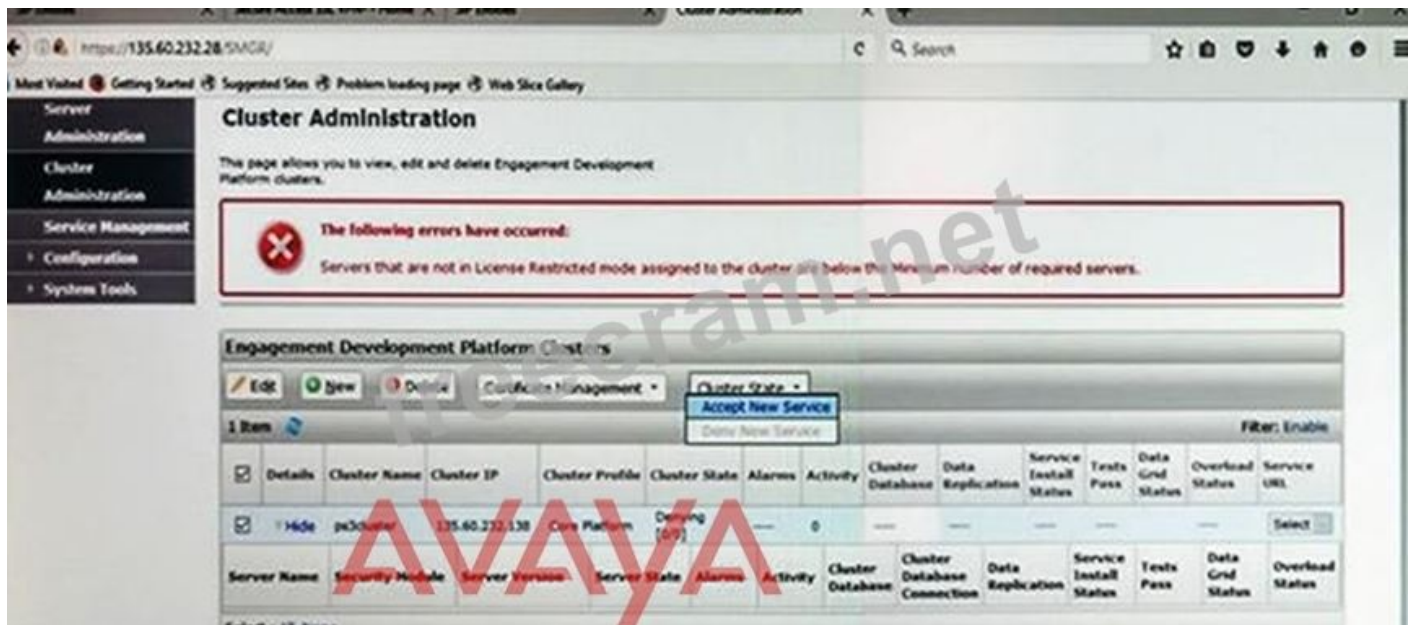 Cluster Administration
https://135.60.232.28/SMGR/
Search
Most Visited Getting Started Suggested Sites Problem loading page Web Slice Gallery
Server
Administration
Cluster
Administration
Service Management
Configuration
System Tools
Cluster Administration
This page allows you to view, edit and delete Engagement Development
Platform clusters.
The following errors have occurred:
Servers that are not in License Restricted mode assigned to the cluster are below the Minimum number of required servers.
Engagement Development Platform Clusters
Edit New Delete Certificate Management Cluster State
Accept New Service
Deny New Service
1 Item
Filter: Enable
Details Cluster Name Cluster IP Cluster Profile Cluster State Alarms Activity Cluster Database Data Replication Service Install Status Tests Pass Data Grid Status Overload Status Service URL
Hide 135.60.232.138 Core Platform Denying [0/0] --- 0 --- --- --- --- --- Select
Server Name Security Module Server Version Server State Alarms Activity Cluster Database Cluster Database Connection Data Replication Service Install Status Tests Pass Data Grid Status Overload Status
freecram.net
AVAYA